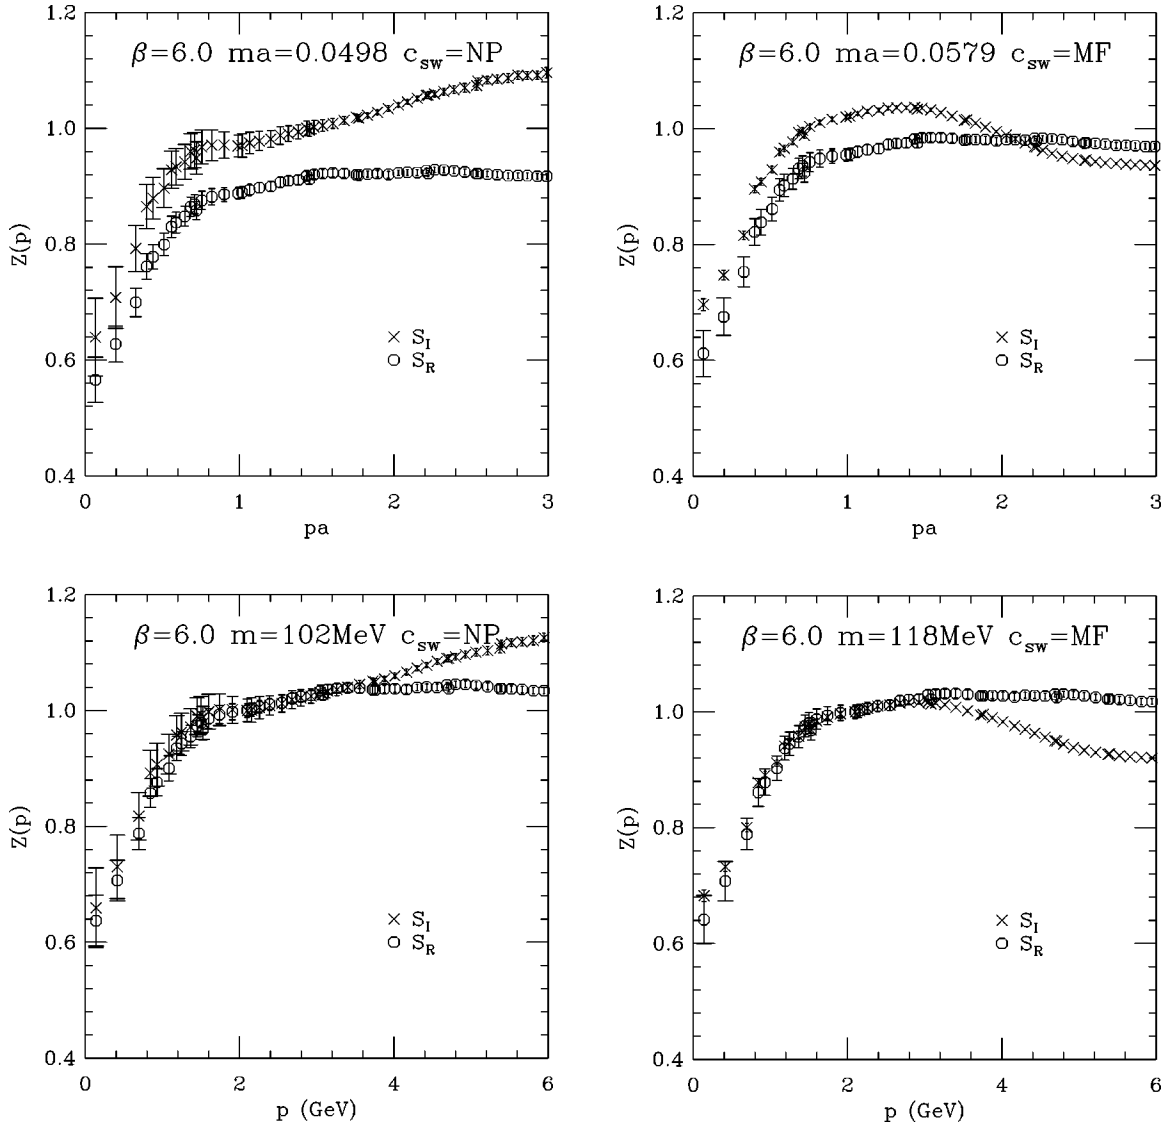 β=6.0 ma=0.0498 c_sw=NP
1.2
1.0
0.8
0.6
0.4
Z(p)
× S_I
○ S_R
0 1 2 3
pa
β=6.0 ma=0.0579 c_sw=MF
1.2
1.0
0.8
0.6
0.4
Z(p)
× S_I
○ S_R
0 1 2 3
pa
β=6.0 m=102MeV c_sw=NP
1.2
1.0
0.8
0.6
0.4
Z(p)
× S_I
○ S_R
0 2 4 6
p (GeV)
β=6.0 m=118MeV c_sw=MF
1.2
1.0
0.8
0.6
0.4
Z(p)
× S_I
○ S_R
0 2 4 6
p (GeV)